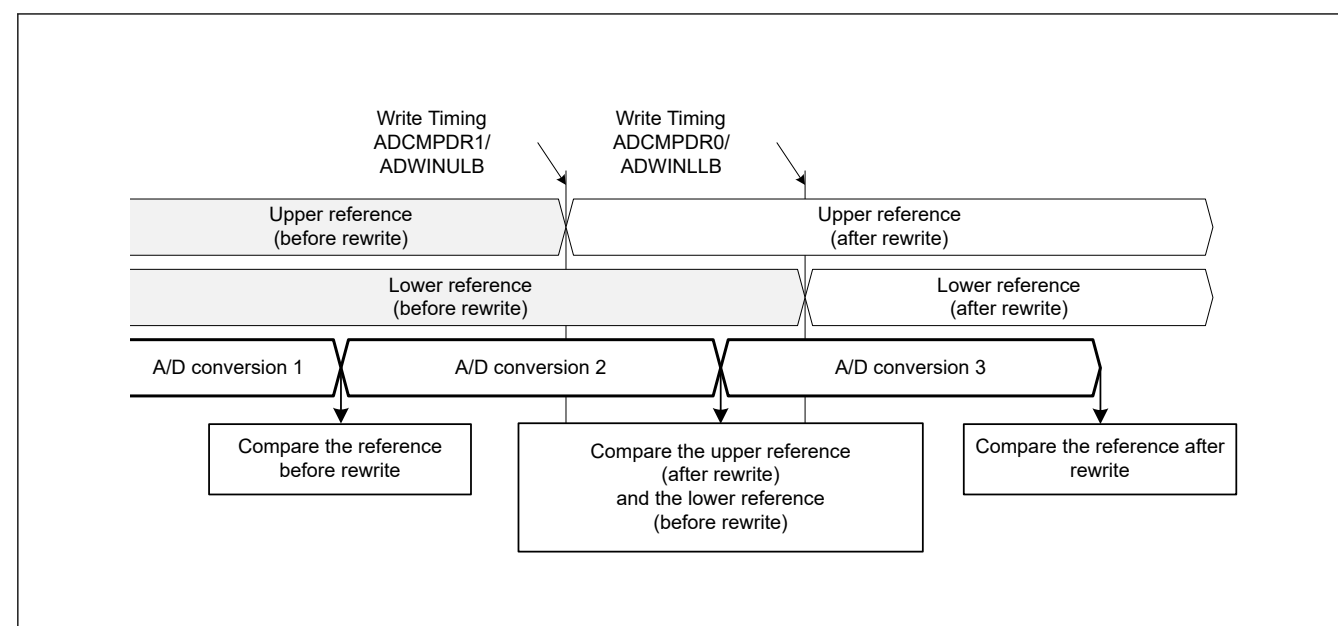 Write Timing
ADCMPDR1/
ADWINULB
Write Timing
ADCMPDR0/
ADWINLLB
Upper reference
(before rewrite)
Upper reference
(after rewrite)
Lower reference
(before rewrite)
Lower reference
(after rewrite)
A/D conversion 1
A/D conversion 2
A/D conversion 3
Compare the reference
before rewrite
Compare the upper reference
(after rewrite)
and the lower reference
(before rewrite)
Compare the reference after
rewrite